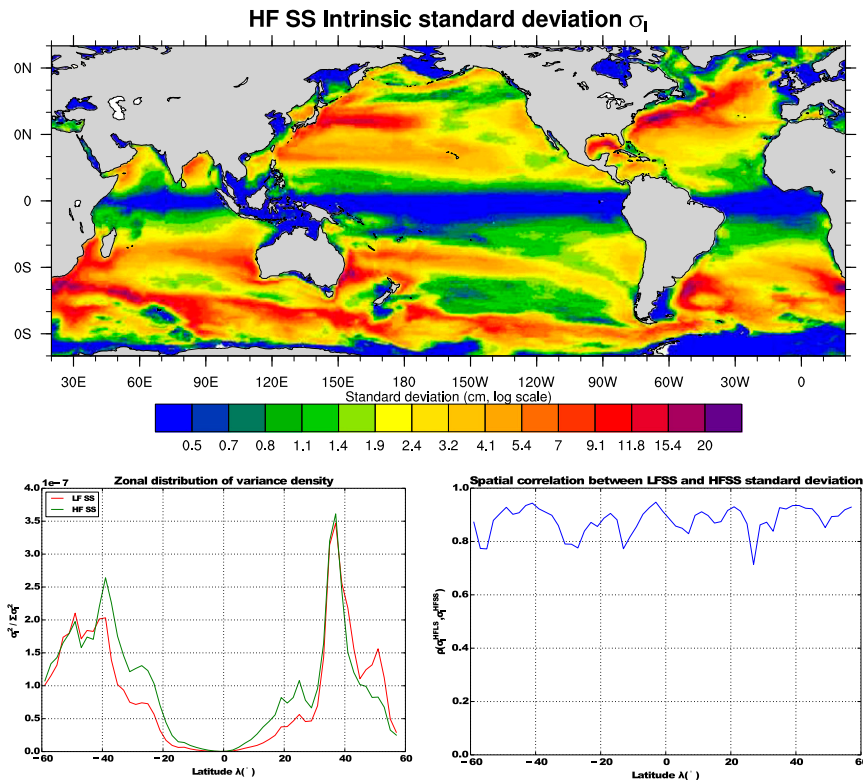 HF SS Intrinsic standard deviation σI
0N
0N
0
0S
0S
30E 60E 90E 120E 150E 180 150W 120W 90W 60W 30W 0
Standard deviation (cm, log scale)
0.5 0.7 0.8 1.1 1.4 1.9 2.4 3.2 4.1 5.4 7 9.1 11.8 15.4 20
Zonal distribution of variance density
1e−7
LF SS
HF SS
4.0
3.5
3.0
2.5
2.0
1.5
1.0
0.5
0.0
σI² / ΣσI²
−60 −40 −20 0 20 40 60
Latitude λ(°)
Spatial correlation between LFSS and HFSS standard deviation
1.0
0.8
0.6
0.4
0.2
0.0
ρ(σI^HFLS,σI^HFSS)
−60 −40 −20 0 20 40 60
Latitude λ(°)